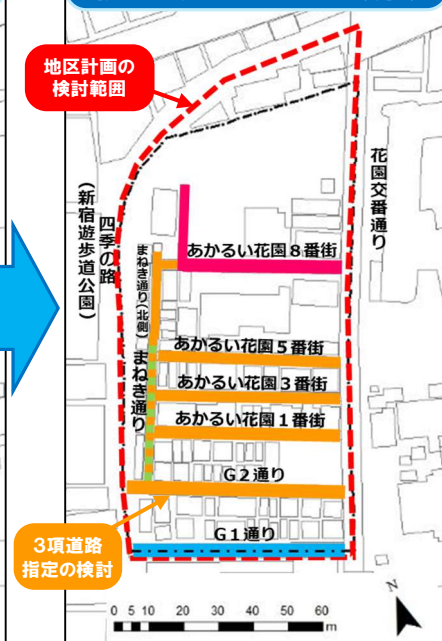 地区計画の
検討範囲
花園交番通り
四季の路
(新宿遊歩道公園)
まねき通り(北側)
あかるい花園8番街
まねき通り
あかるい花園5番街
あかるい花園3番街
あかるい花園1番街
G2通り
3項道路
指定の検討
G1通り
N
0 5 10 20 30 40 50 60
m